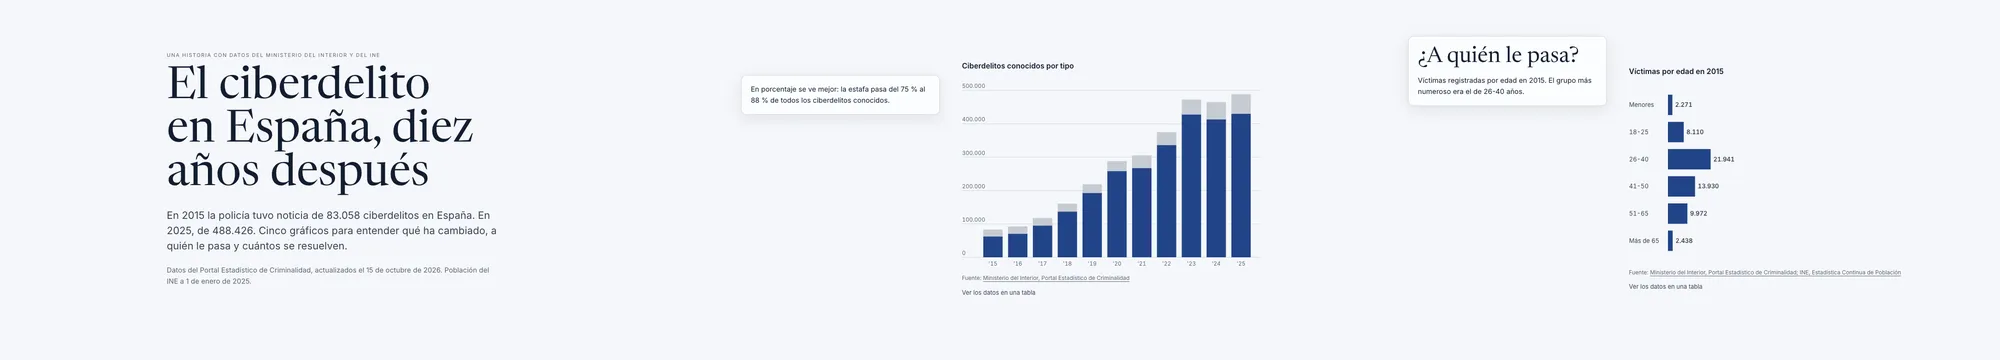 UNA HISTORIA CON DATOS DEL MINISTERIO DEL INTERIOR Y DEL INE
El ciberdelito
en España, diez
años después
En 2015 la policía tuvo noticia de 83.058 ciberdelitos en España. En
2025, de 488.426. Cinco gráficos para entender qué ha cambiado, a
quién le pasa y cuántos se resuelven.
Datos del Portal Estadístico de Criminalidad, actualizados el 15 de octubre de 2026. Población del
INE a 1 de enero de 2025.
En porcentaje se ve mejor: la estafa pasa del 75 % al
88 % de todos los ciberdelitos conocidos.
Ciberdelitos conocidos por tipo
500.000
400.000
300.000
200.000
100.000
0
'15 '16 '17 '18 '19 '20 '21 '22 '23 '24 '25
Fuente: Ministerio del Interior, Portal Estadístico de Criminalidad
Ver los datos en una tabla
¿A quién le pasa?
Víctimas registradas por edad en 2015. El grupo más
numeroso era el de 26-40 años.
Víctimas por edad en 2015
Menores 2.271
18-25 8.110
26-40 21.941
41-50 13.930
51-65 9.972
Más de 65 2.438
Fuente: Ministerio del Interior, Portal Estadístico de Criminalidad; INE, Estadística Continua de Población
Ver los datos en una tabla